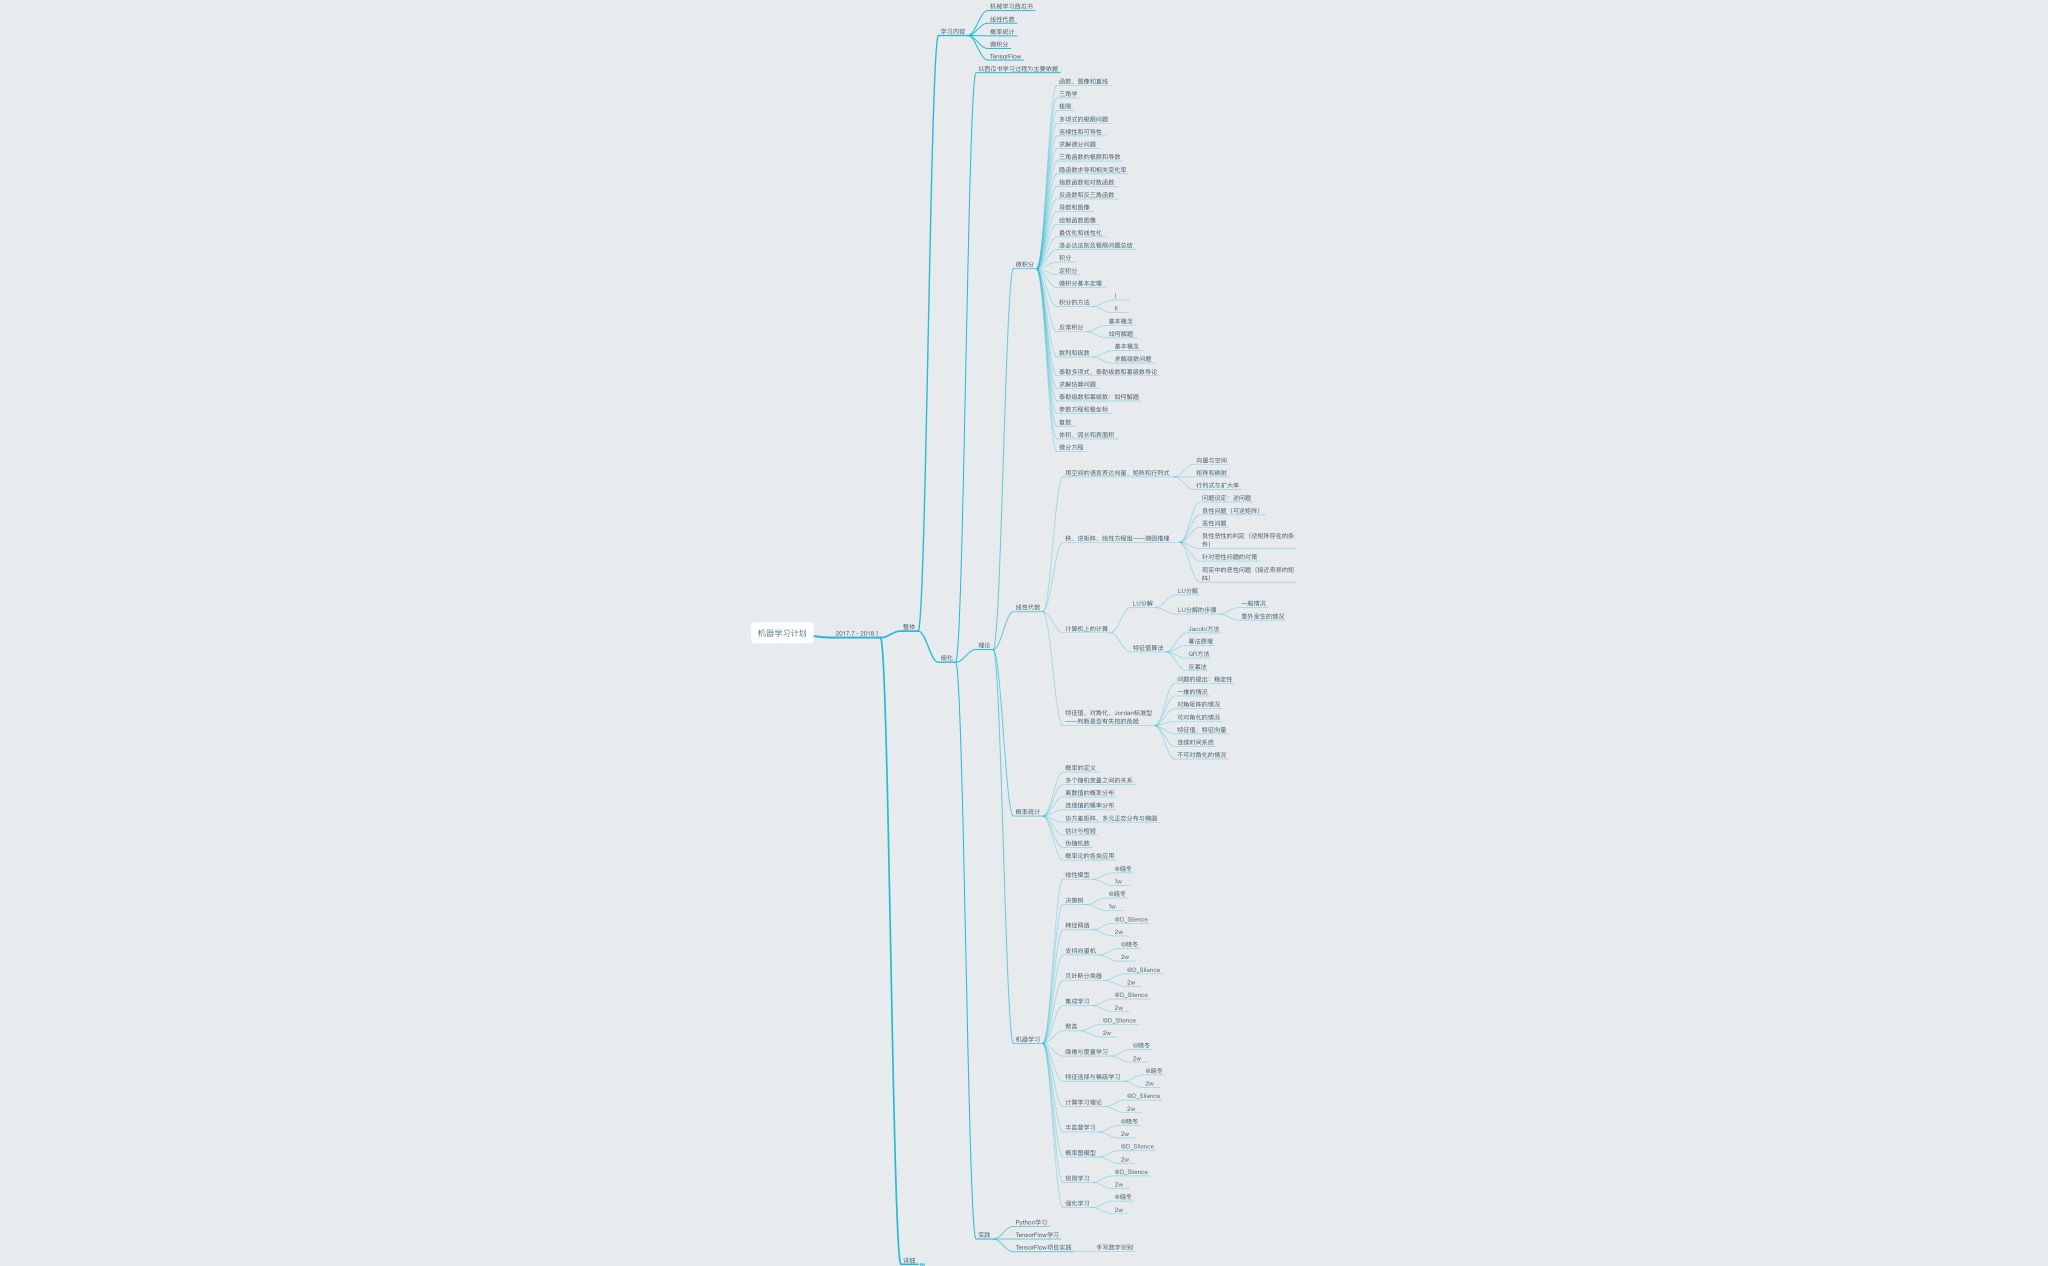 机器学习计划
2017.7 - 2018.1
整体
学习内容
机械学习西瓜书
线性代数
概率统计
微积分
TensorFlow
细化
以西瓜书学习过程为主要依据
理论
微积分
函数、图像和直线
三角学
极限
多项式的极限问题
连续性和可导性
求解微分问题
三角函数的极限和导数
隐函数求导和相关变化率
指数函数和对数函数
反函数和反三角函数
导数和图像
绘制函数图像
最优化和线性化
洛必达法则及极限问题总结
积分
定积分
微积分基本定理
积分的方法
I
II
反常积分
基本概念
如何解题
数列和级数
基本概念
求解级数问题
泰勒多项式、泰勒级数和幂级数导论
求解估算问题
泰勒级数和幂级数：如何解题
参数方程和极坐标
复数
体积、弧长和表面积
微分方程
线性代数
用空间的语言表达向量、矩阵和行列式
向量与空间
矩阵和映射
行列式与扩大率
秩、逆矩阵、线性方程组——溯因推理
问题设定：逆问题
良性问题（可逆矩阵）
恶性问题
良性恶性的判定（逆矩阵存在的条
件）
针对恶性问题的对策
现实中的恶性问题（接近奇异的矩
阵）
计算机上的计算
LU分解
LU分解
LU分解的步骤
一般情况
意外发生的情况
特征值算法
Jacobi方法
幂法原理
QR方法
反幂法
特征值、对角化、Jordan标准型
——判断是否有失控的危险
问题的提出：稳定性
一维的情况
对角矩阵的情况
可对角化的情况
特征值、特征向量
连续时间系统
不可对角化的情况
概率统计
概率的定义
多个随机变量之间的关系
离散值的概率分布
连续值的概率分布
协方差矩阵、多元正态分布与椭圆
估计与检验
伪随机数
概率论的各类应用
机器学习
线性模型
@晓冬
1w
决策树
@晓冬
1w
神经网络
@D_Slience
2w
支持向量机
@晓冬
2w
贝叶斯分类器
@D_Slience
2w
集成学习
@D_Slience
2w
聚类
@D_Slience
2w
降维与度量学习
@晓冬
2w
特征选择与稀疏学习
@晓冬
2w
计算学习理论
@D_Slience
2w
半监督学习
@晓冬
2w
概率图模型
@D_Slience
2w
规则学习
@D_Slience
2w
强化学习
@晓冬
2w
实践
Python学习
TensorFlow学习
TensorFlow项目实践
手写数字识别
详细